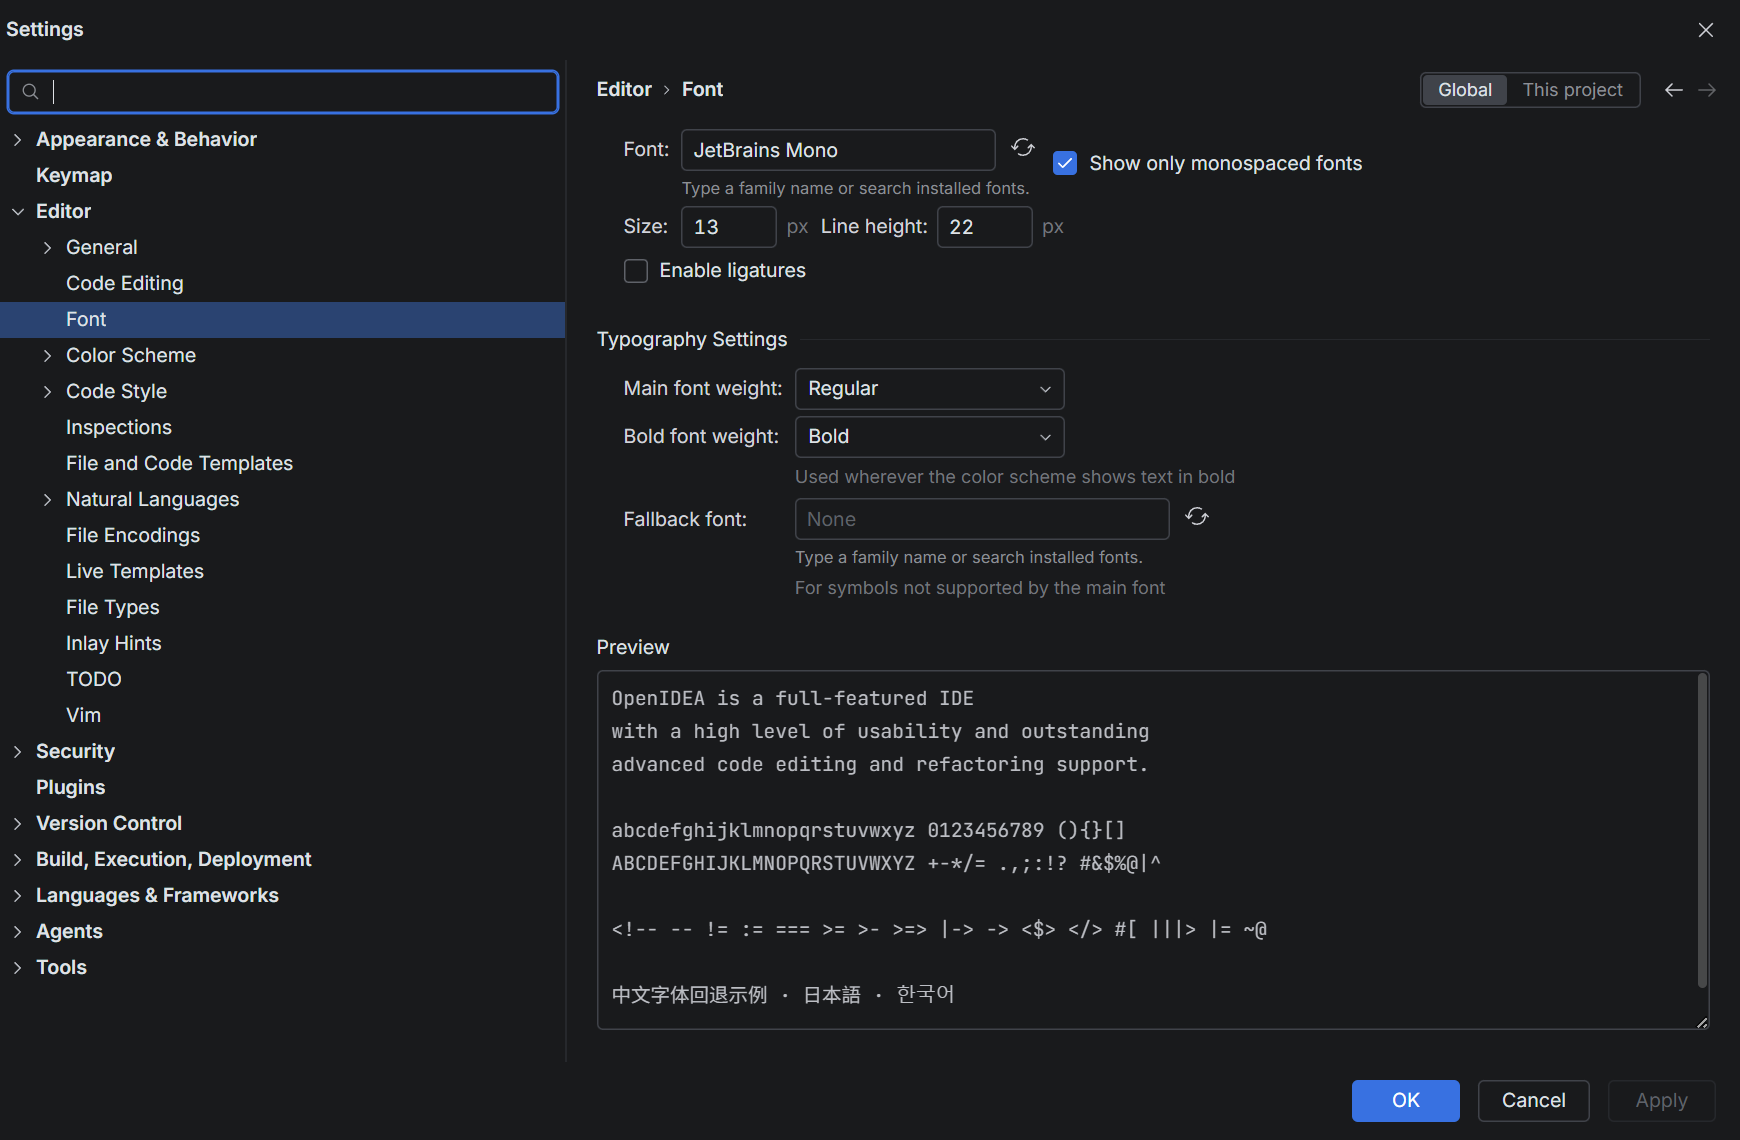 Settings
Appearance & Behavior
Keymap
Editor
General
Code Editing
Font
Color Scheme
Code Style
Inspections
File and Code Templates
Natural Languages
File Encodings
Live Templates
File Types
Inlay Hints
TODO
Vim
Security
Plugins
Version Control
Build, Execution, Deployment
Languages & Frameworks
Agents
Tools
Editor › Font
Global This project
Font: JetBrains Mono
Show only monospaced fonts
Type a family name or search installed fonts.
Size: 13 px Line height: 22 px
Enable ligatures
Typography Settings
Main font weight: Regular
Bold font weight: Bold
Used wherever the color scheme shows text in bold
Fallback font: None
Type a family name or search installed fonts.
For symbols not supported by the main font
Preview
OpenIDEA is a full-featured IDE
with a high level of usability and outstanding
advanced code editing and refactoring support.
abcdefghijklmnopqrstuvwxyz 0123456789 (){}[]
ABCDEFGHIJKLMNOPQRSTUVWXYZ +-*/= .,;:!? #&$%@|^
<!-- -- != := === >= >- >=> |-> -> <$> </> #[ |||> |= ~@
中文字体回退示例 · 日本語 · 한국어
OK Cancel Apply